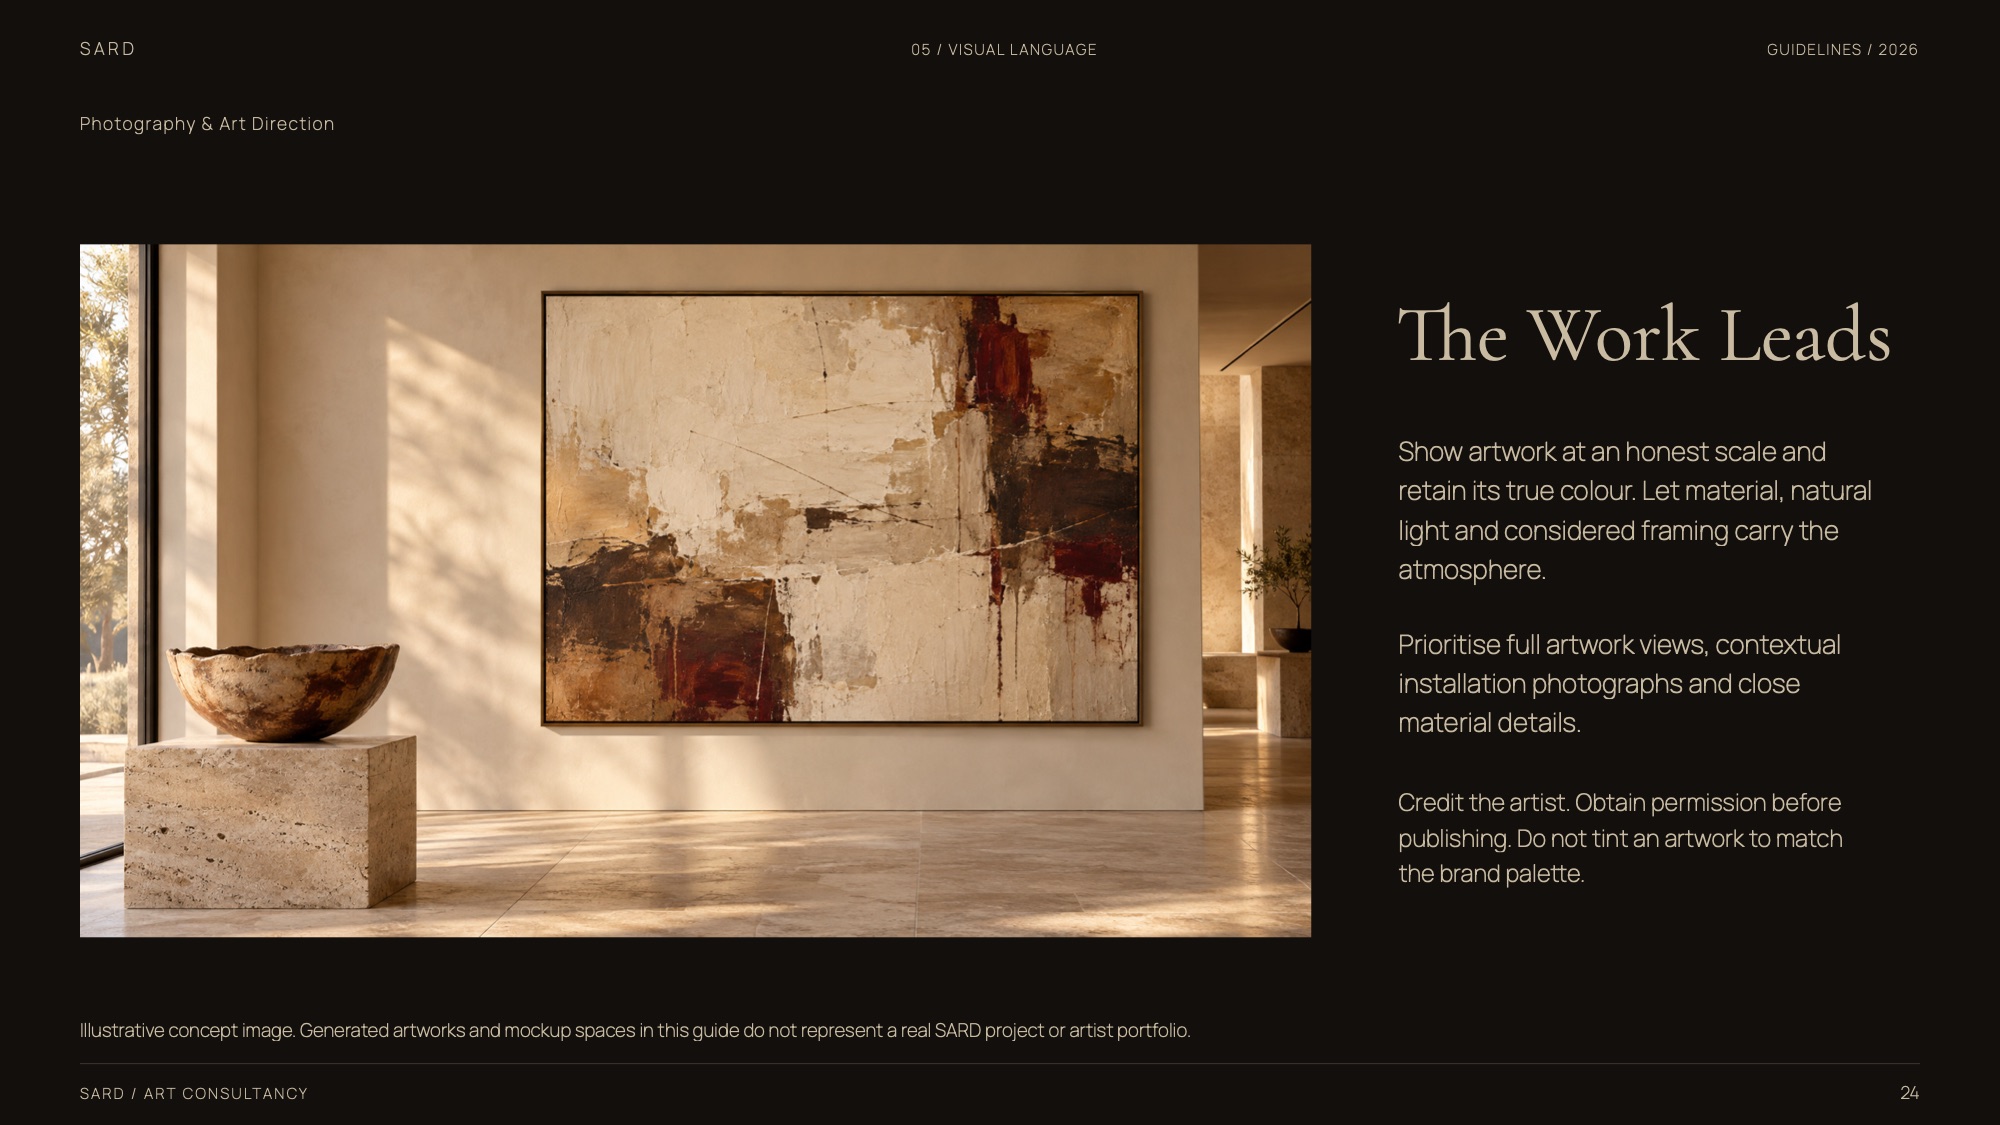 SARD
05 / VISUAL LANGUAGE
GUIDELINES / 2026
Photography & Art Direction
The Work Leads
Show artwork at an honest scale and
retain its true colour. Let material, natural
light and considered framing carry the
atmosphere.
Prioritise full artwork views, contextual
installation photographs and close
material details.
Credit the artist. Obtain permission before
publishing. Do not tint an artwork to match
the brand palette.
Illustrative concept image. Generated artworks and mockup spaces in this guide do not represent a real SARD project or artist portfolio.
SARD / ART CONSULTANCY
24